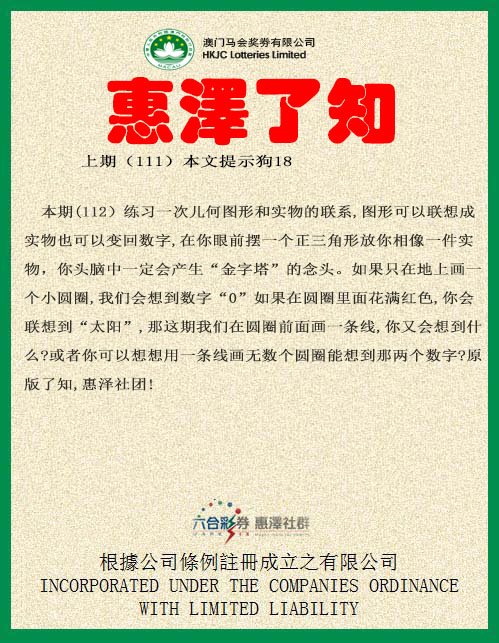 澳门马会奖券有限公司
HKJC Lotteries Limited
惠澤了知
上期（111）本文提示狗18
本期(112）练习一次几何图形和实物的联系,图形可以联想成
实物也可以变回数字,在你眼前摆一个正三角形放你相像一件实
物，你头脑中一定会产生“金字塔”的念头。如果只在地上画一
个小圆圈,我们会想到数字“0”如果在圆圈里面花满红色,你会
联想到“太阳”,那这期我们在圆圈前面画一条线,你又会想到什
么?或者你可以想想用一条线画无数个圆圈能想到那两个数字?原
版了知,惠泽社团!
六合彩券 惠澤社群
根據公司條例註冊成立之有限公司
INCORPORATED UNDER THE COMPANIES ORDINANCE
WITH LIMITED LIABILITY